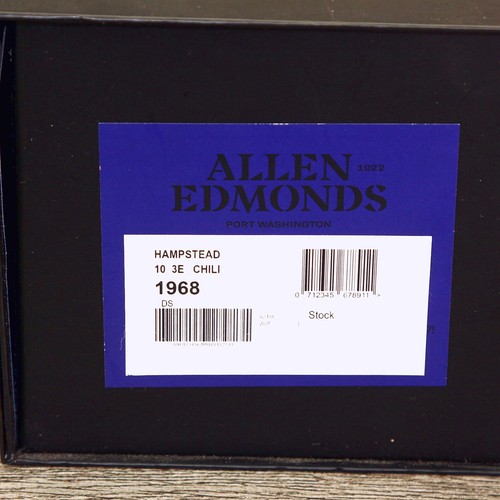 ALLEN 1922
EDMONDS
PORT WASHINGTON
HAMPSTEAD
10 3E CHILI
1968
DS
0 712345 678911
Stock